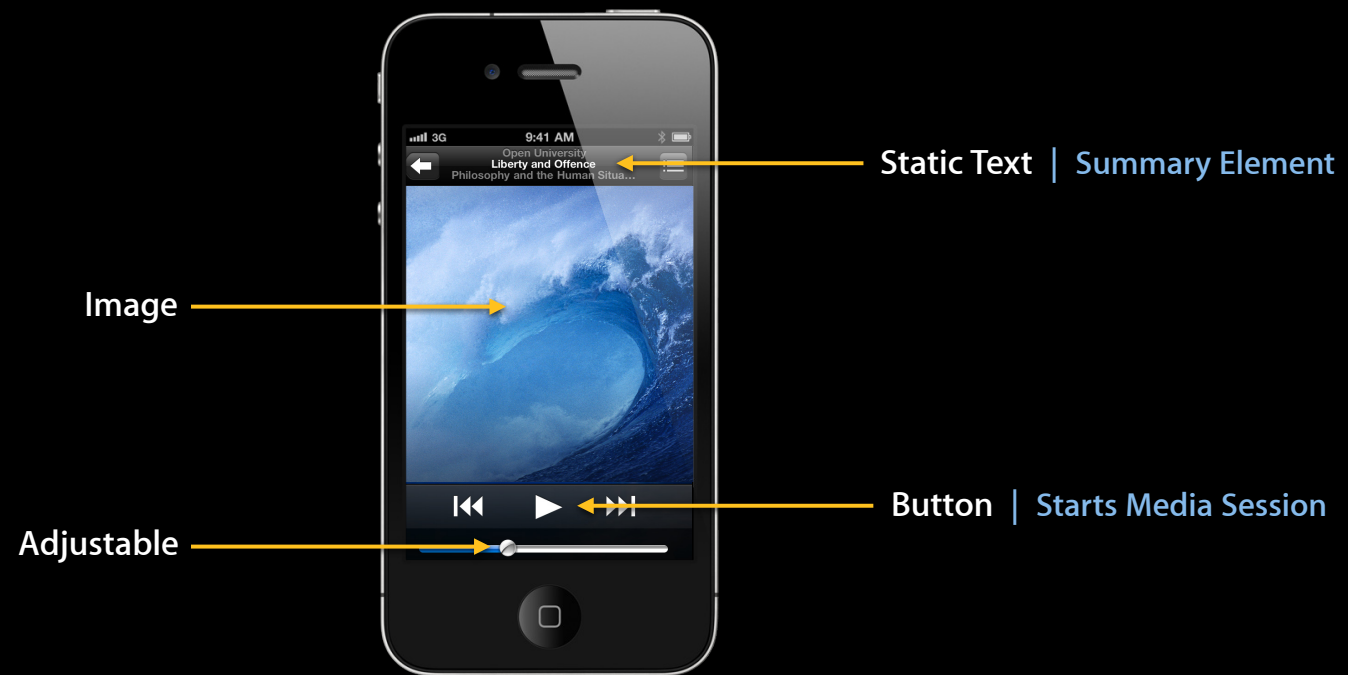 3G 9:41 AM
Open University
Liberty and Offence
Philosophy and the Human Situa...
Static Text | Summary Element
Image
Button | Starts Media Session
Adjustable